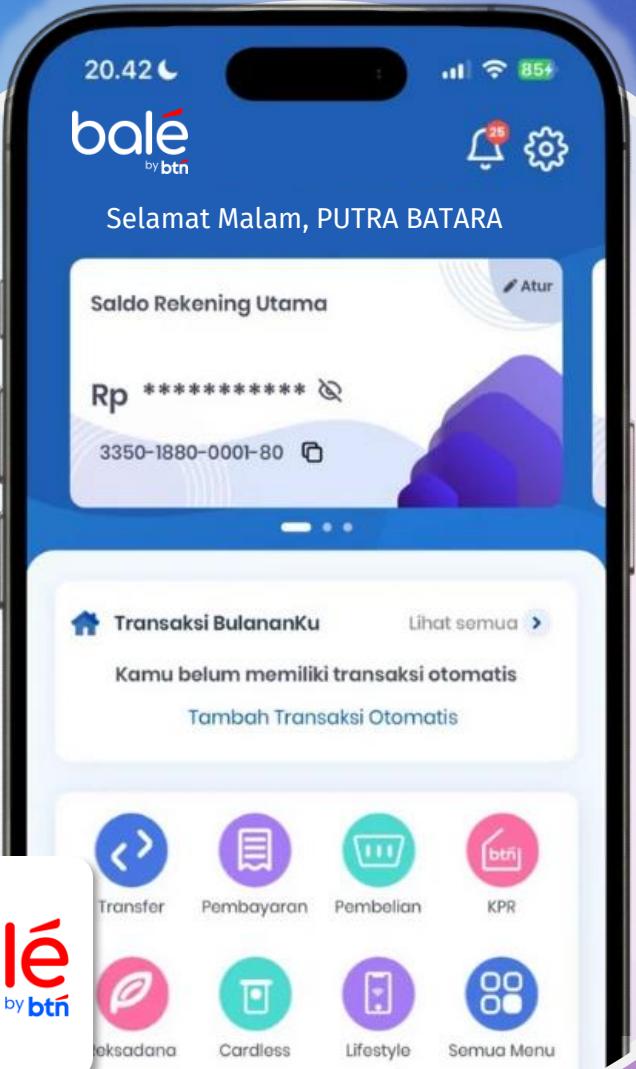 20.42
85
balé
by btn
25
Selamat Malam, PUTRA BATARA
Saldo Rekening Utama
Atur
Rp ***********
3350-1880-0001-80
Transaksi BulananKu
Lihat semua
Kamu belum memiliki transaksi otomatis
Tambah Transaksi Otomatis
btn
Transfer Pembayaran Pembelian KPR
lé
by btn
eksadana Cardless Lifestyle Semua Menu